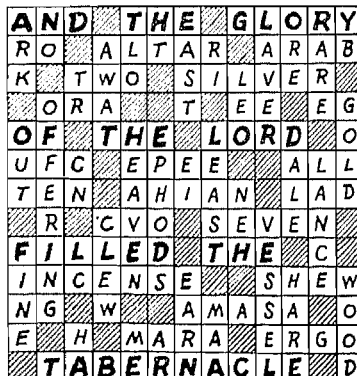 AND THE GLORY
RO ALTAR ARAB
K TWO SILVER
ORA T EE EG
OF THE LORD O
UFC EPEE ALL
TEN AHIAN LAD
R CVO SEVEN
FILLED THE C
INCENSE SHEW
NG W AMASA O
E H MARA ERGO
TABERNACLE D